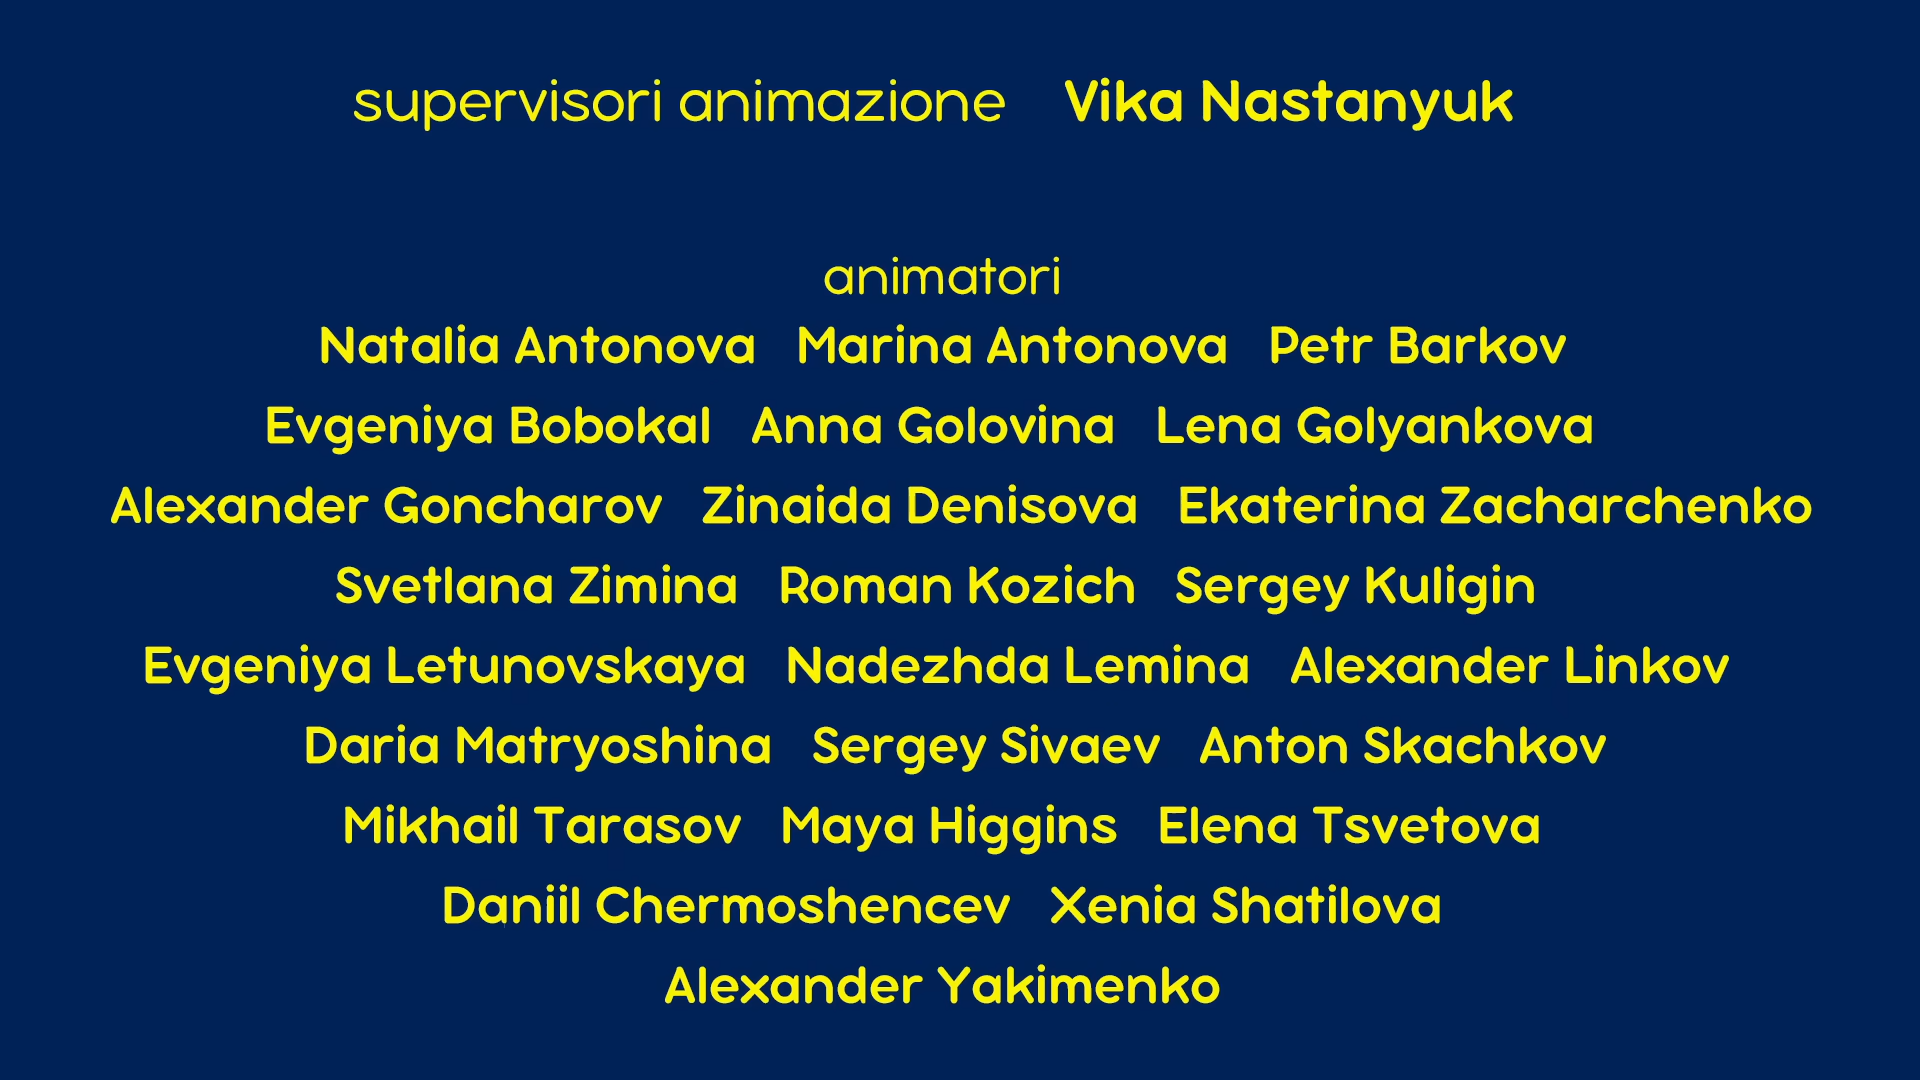 supervisori animazione Vika Nastanyuk
animatori
Natalia Antonova Marina Antonova Petr Barkov
Evgeniya Bobokal Anna Golovina Lena Golyankova
Alexander Goncharov Zinaida Denisova Ekaterina Zacharchenko
Svetlana Zimina Roman Kozich Sergey Kuligin
Evgeniya Letunovskaya Nadezhda Lemina Alexander Linkov
Daria Matryoshina Sergey Sivaev Anton Skachkov
Mikhail Tarasov Maya Higgins Elena Tsvetova
Daniil Chermoshencev Xenia Shatilova
Alexander Yakimenko